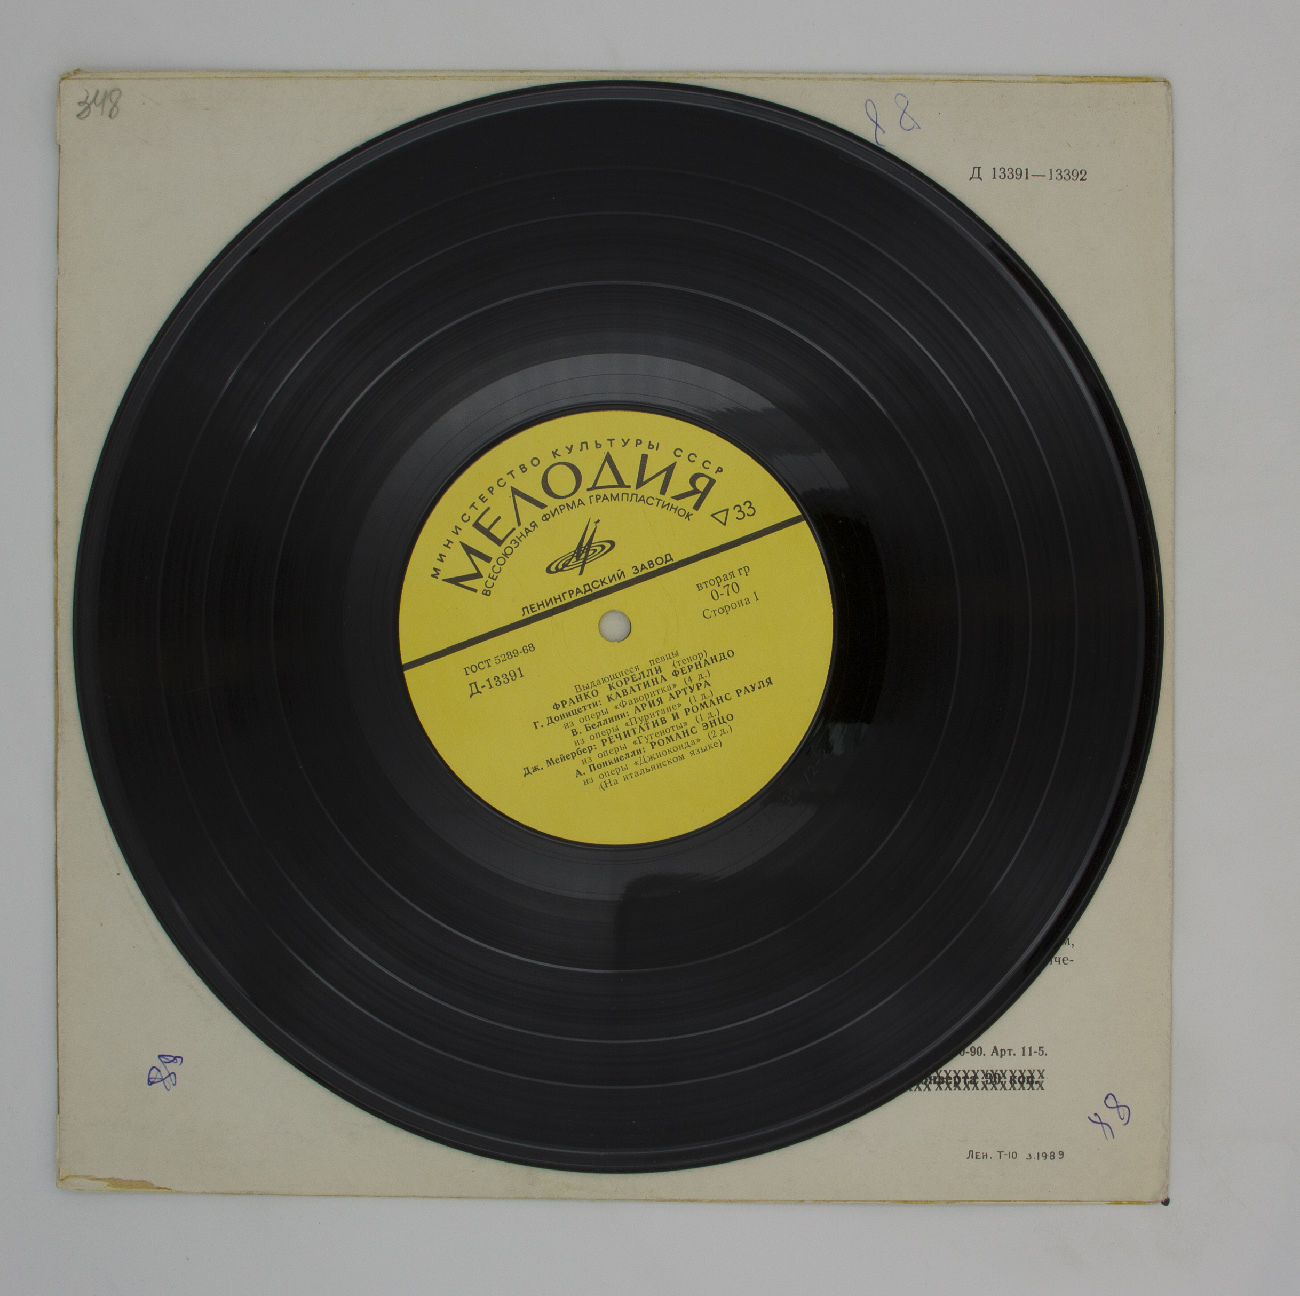 348
88
Д 13391—13392
МИНИСТЕРСТВО КУЛЬТУРЫ СССР
МЕЛОДИЯ
ВСЕСОЮЗНАЯ ФИРМА ГРАМПЛАСТИНОК
33
ЛЕНИНГРАДСКИЙ ЗАВОД
ГОСТ 5289-68
Д-13391
вторая гр
0-70
Сторона 1
Выдающиеся певцы
ФРАНКО КОРЕЛЛИ (тенор)
Г. Доницетти: КАВАТИНА ФЕРНАНДО
из оперы «Фаворитка» (4 д.)
В. Беллини: АРИЯ АРТУРА
из оперы «Пуритане» (1 д.)
Дж. Мейербер: РЕЧИТАТИВ И РОМАНС РАУЛЯ
из оперы «Гугеноты» (1 д.)
А. Понкиелли: РОМАНС ЭНЦО
из оперы «Джиоконда» (2 д.)
(На итальянском языке)
0-90. Арт. 11-5.
88
88
Лен. Т-10 з.1989